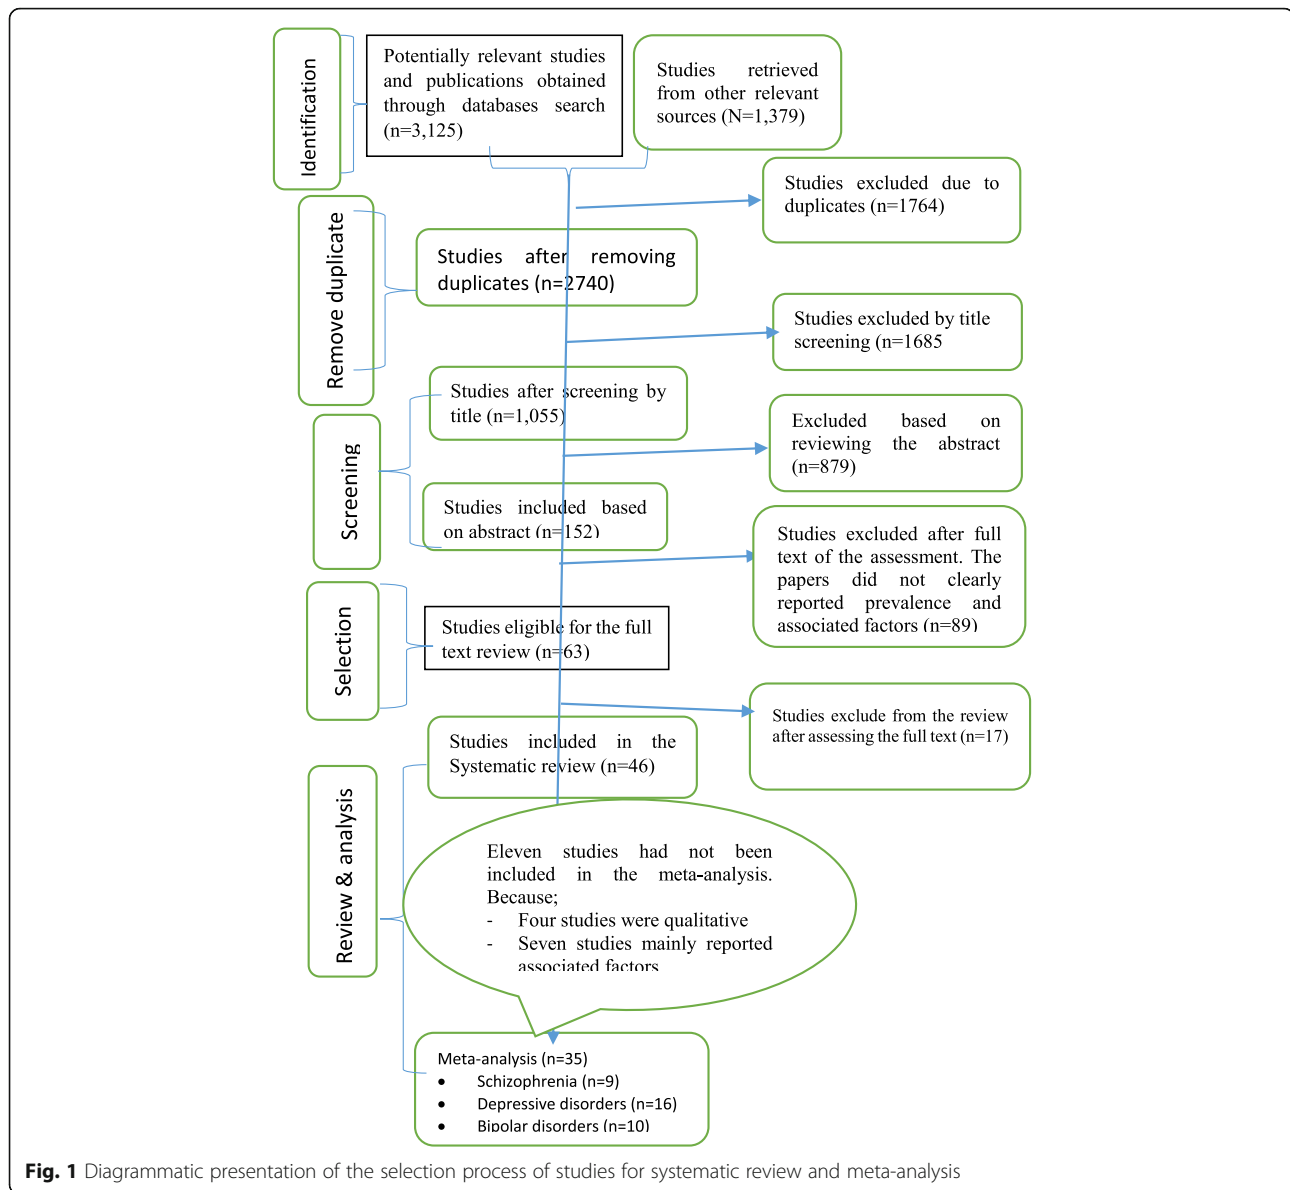 Identification
Potentially relevant studies
and publications obtained
through databases search
(n=3,125)
Studies retrieved
from other relevant
sources (N=1,379)
Studies excluded due to
duplicates (n=1764)
Remove duplicate
Studies after removing
duplicates (n=2740)
Studies excluded by title
screening (n=1685
Screening
Studies after screening by
title (n=1,055)
Excluded based on
reviewing the abstract
(n=879)
Studies included based
on abstract (n=152)
Studies excluded after full
text of the assessment. The
papers did not clearly
reported prevalence and
associated factors (n=89)
Selection
Studies eligible for the full
text review (n=63)
Studies exclude from the review
after assessing the full text (n=17)
Review & analysis
Studies included in the
Systematic review (n=46)
Eleven studies had not been
included in the meta-analysis.
Because;
- Four studies were qualitative
- Seven studies mainly reported
associated factors
Meta-analysis (n=35)
• Schizophrenia (n=9)
• Depressive disorders (n=16)
• Bipolar disorders (n=10)
Fig. 1 Diagrammatic presentation of the selection process of studies for systematic review and meta-analysis